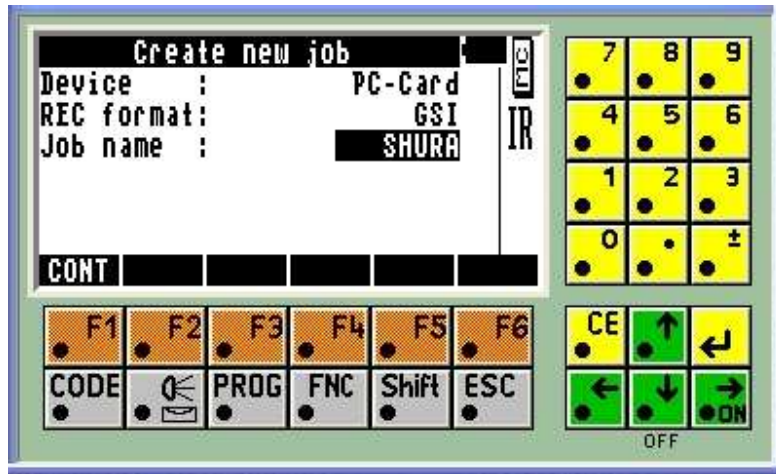 Create new job
Device : PC-Card
REC format: GSI
Job name : SHURA
IR
CONT
7 8 9
4 5 6
1 2 3
0 . ±
F1 F2 F3 F4 F5 F6
CODE PROG FNC Shift ESC
CE
ON
OFF